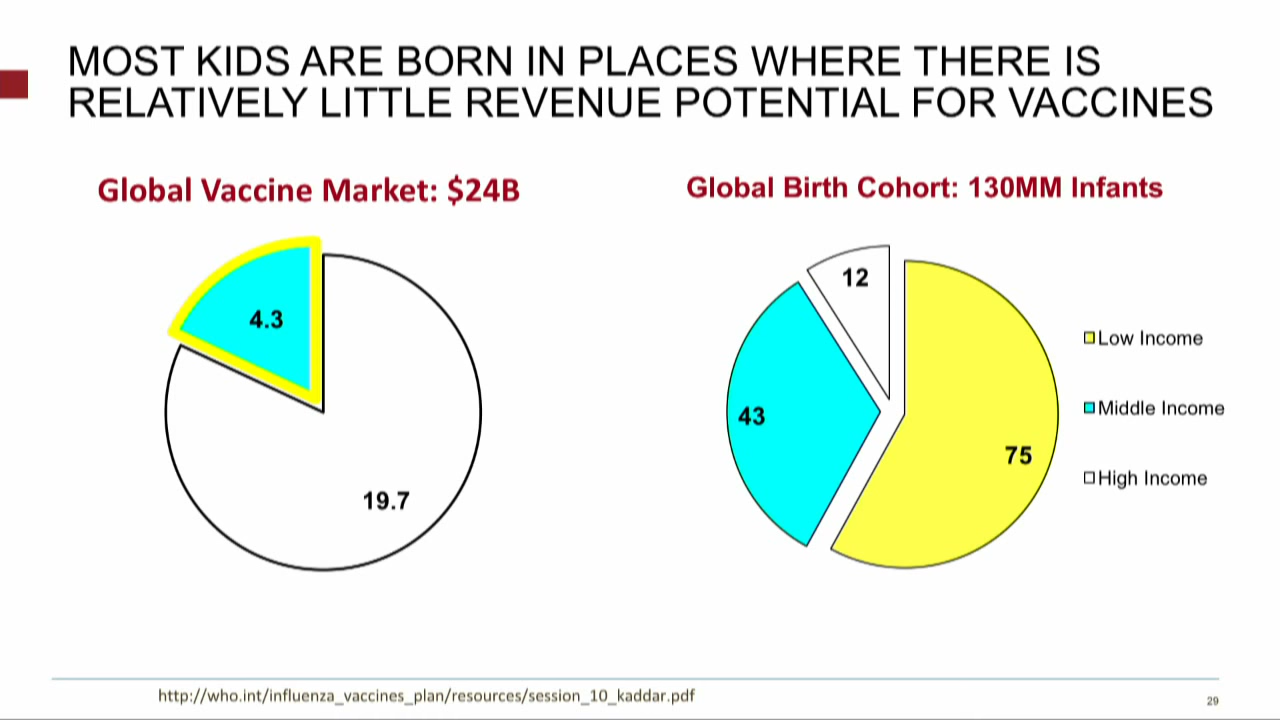 MOST KIDS ARE BORN IN PLACES WHERE THERE IS
RELATIVELY LITTLE REVENUE POTENTIAL FOR VACCINES
Global Vaccine Market: $24B
4.3
19.7
Global Birth Cohort: 130MM Infants
12
43
75
Low Income
Middle Income
High Income
http://who.int/influenza_vaccines_plan/resources/session_10_kaddar.pdf
29